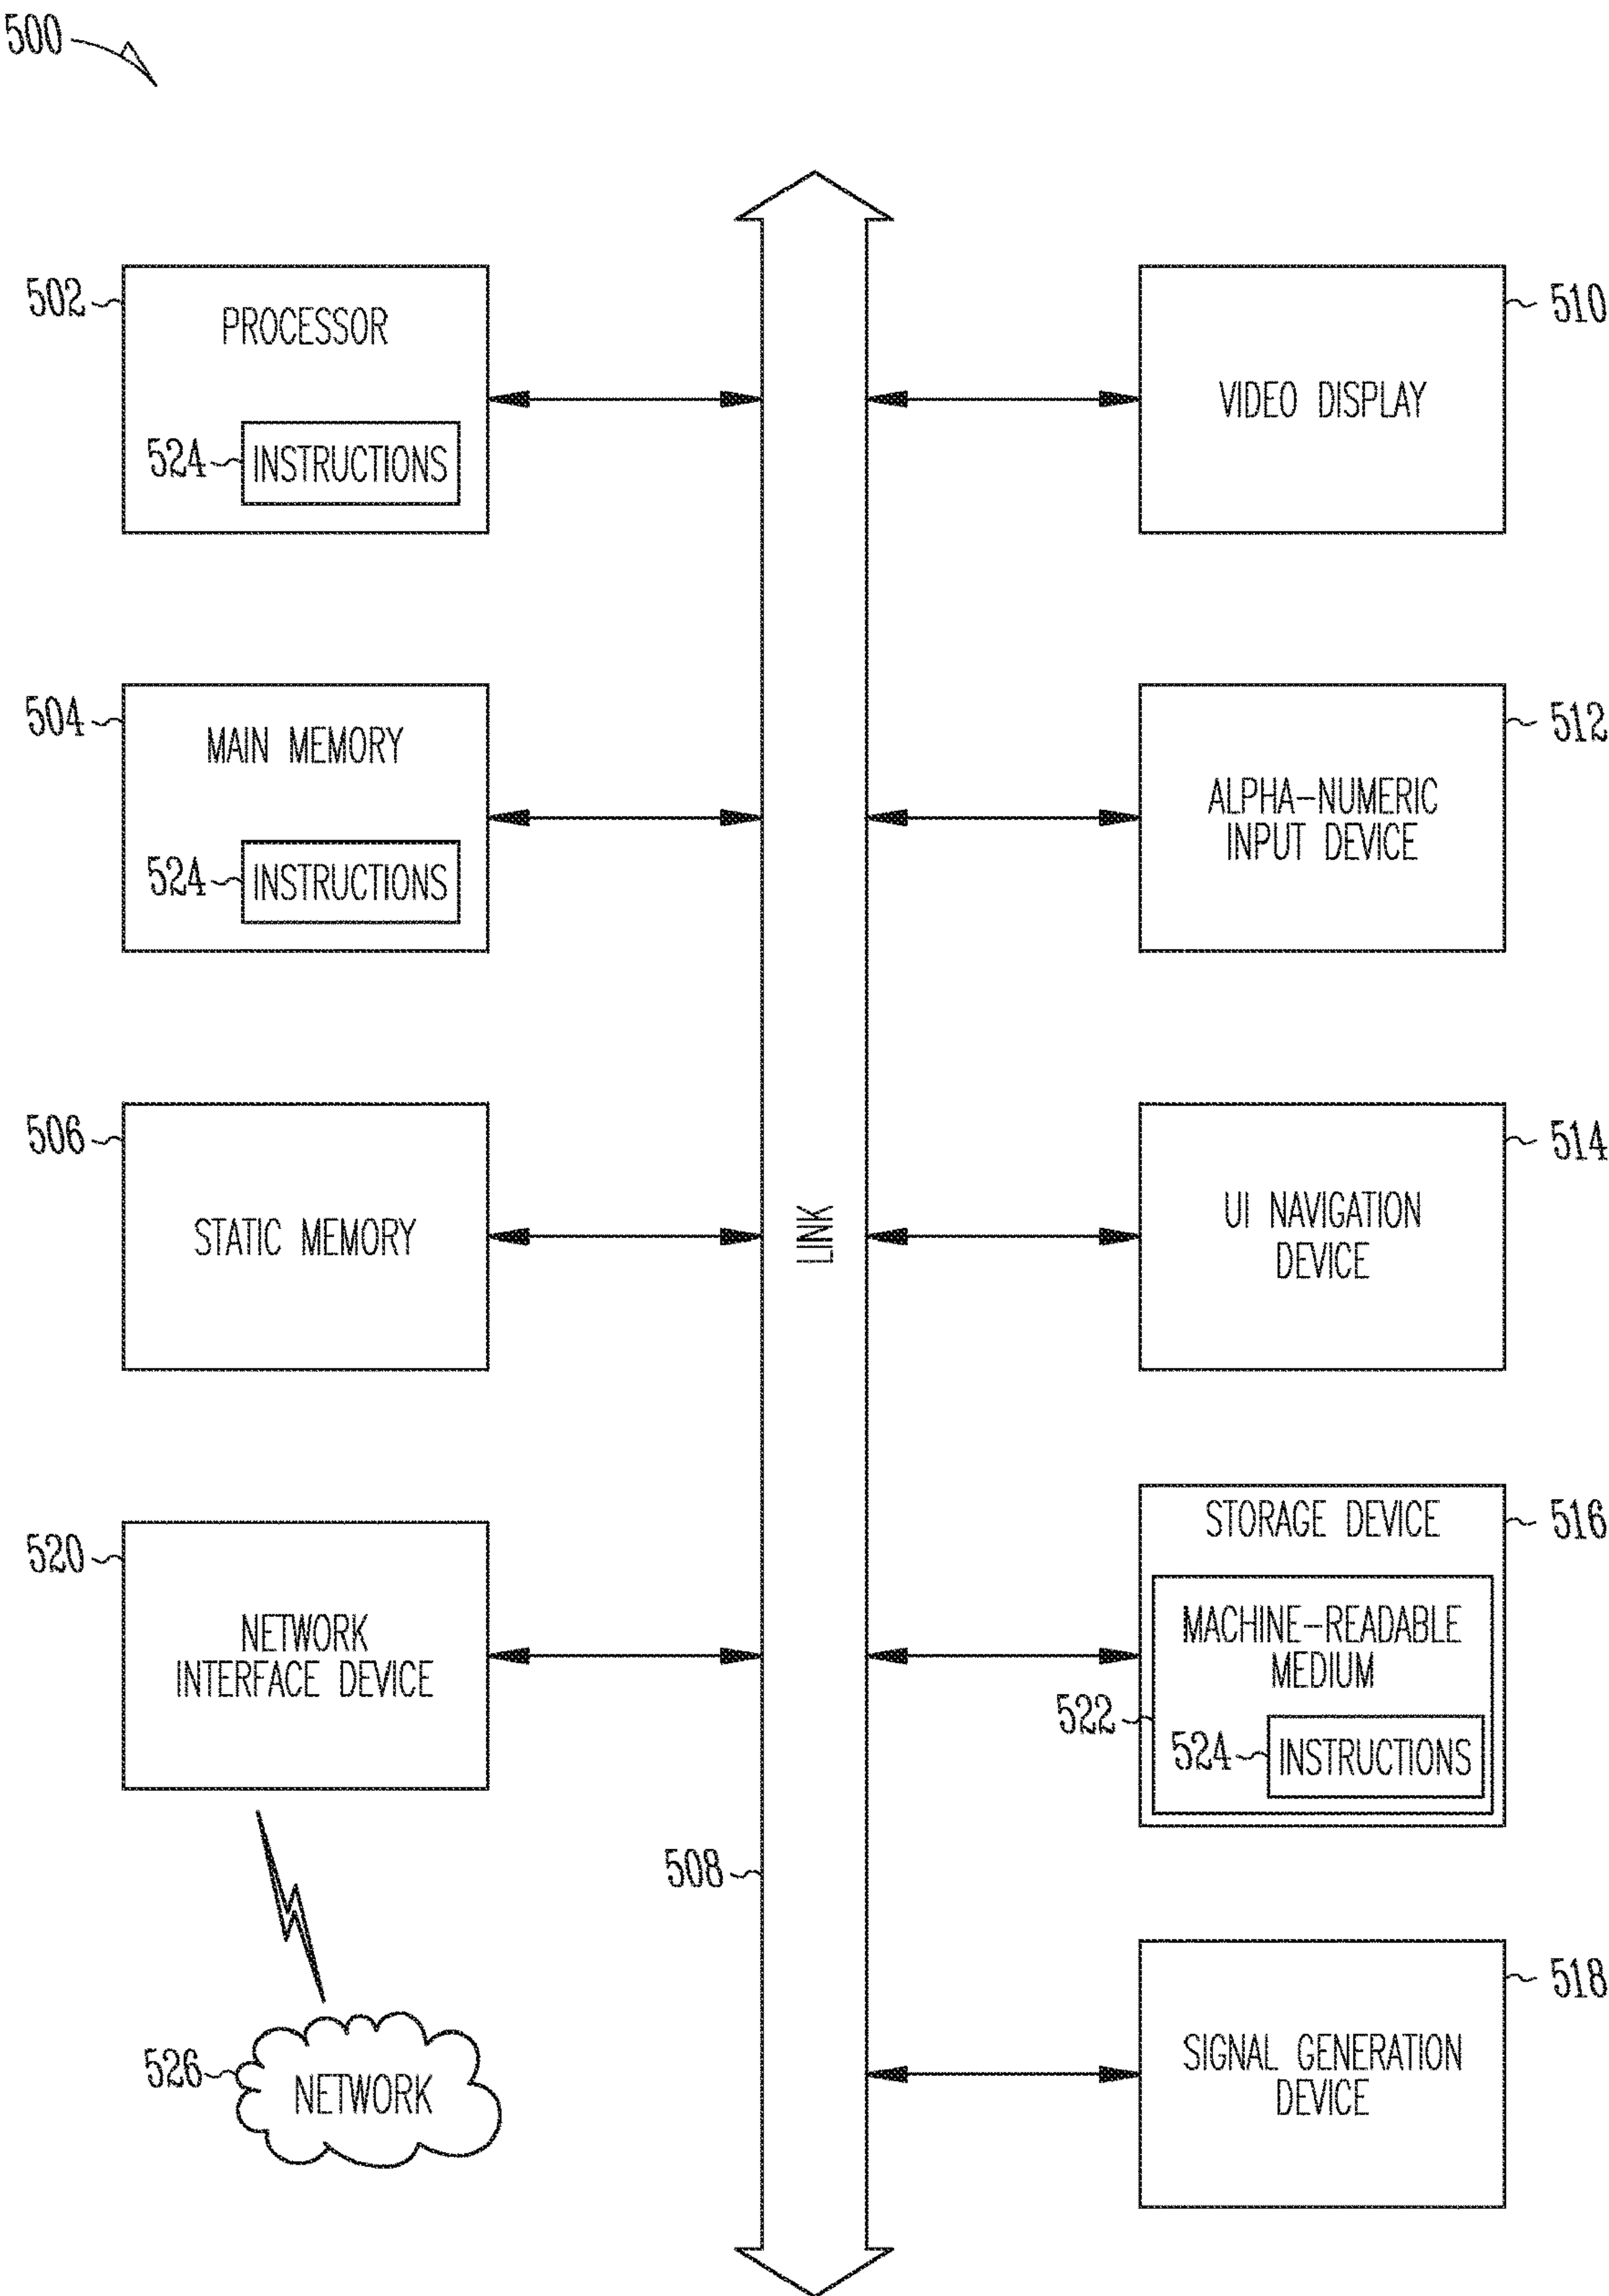 500
502
PROCESSOR
524
INSTRUCTIONS
504
MAIN MEMORY
524
INSTRUCTIONS
506
STATIC MEMORY
520
NETWORK
INTERFACE DEVICE
526
NETWORK
LINK
508
510
VIDEO DISPLAY
512
ALPHA-NUMERIC
INPUT DEVICE
514
UI NAVIGATION
DEVICE
516
STORAGE DEVICE
MACHINE-READABLE
MEDIUM
522
524
INSTRUCTIONS
518
SIGNAL GENERATION
DEVICE